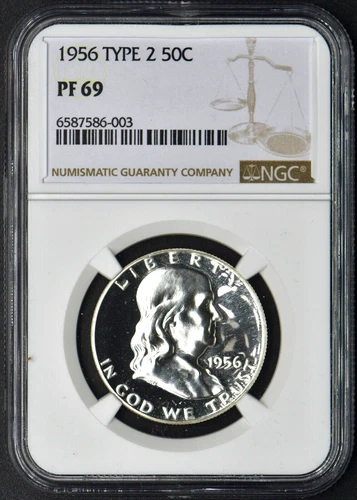 1956 TYPE 2 50C
PF 69
6587586-003
NUMISMATIC GUARANTY COMPANY NGC
LIBERTY
1956
IN GOD WE TRUST